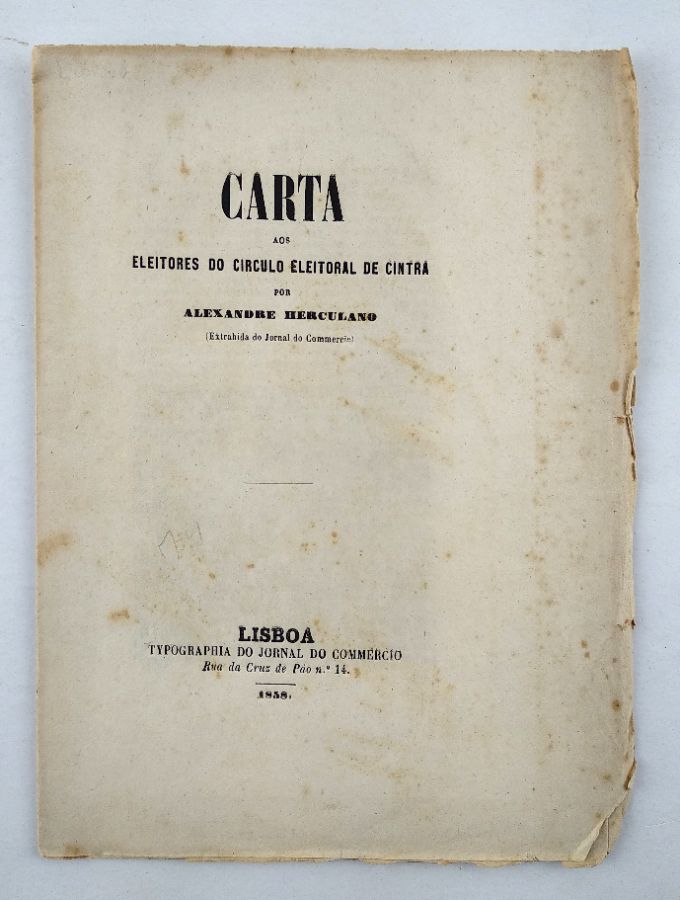 CARTA
AOS
ELEITORES DO CIRCULO ELEITORAL DE CINTRA
POR
ALEXANDRE HERCULANO
(Extrahida do Jornal do Commercio)
LISBOA
TYPOGRAPHIA DO JORNAL DO COMMERCIO
Rua da Cruz de Páo n.º 14.
1858.